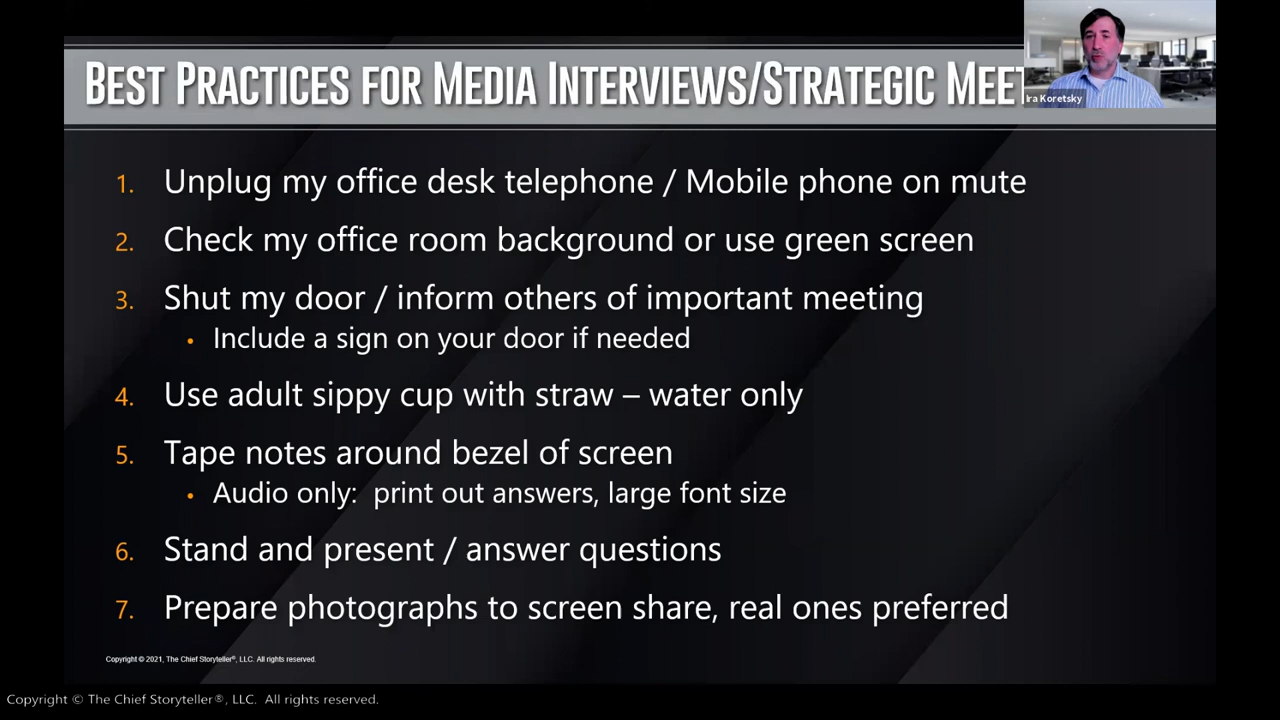 BEST PRACTICES FOR MEDIA INTERVIEWS/STRATEGIC MEET
Ira Koretsky
1. Unplug my office desk telephone / Mobile phone on mute
2. Check my office room background or use green screen
3. Shut my door / inform others of important meeting
• Include a sign on your door if needed
4. Use adult sippy cup with straw – water only
5. Tape notes around bezel of screen
• Audio only: print out answers, large font size
6. Stand and present / answer questions
7. Prepare photographs to screen share, real ones preferred
Copyright © 2021, The Chief Storyteller®, LLC. All rights reserved.
Copyright © The Chief Storyteller®, LLC. All rights reserved.